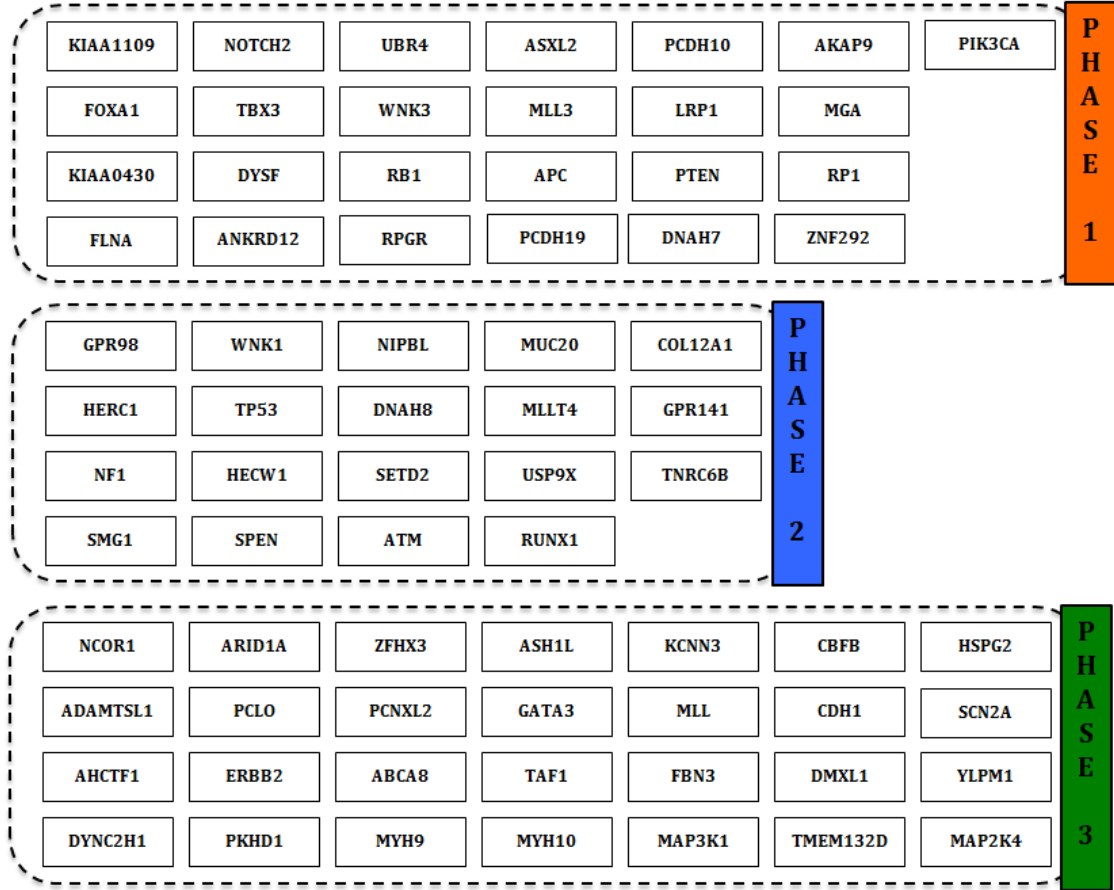 KIAA1109 NOTCH2 UBR4 ASXL2 PCDH10 AKAP9 PIK3CA
FOXA1 TBX3 WNK3 MLL3 LRP1 MGA
KIAA0430 DYSF RB1 APC PTEN RP1
FLNA ANKRD12 RPGR PCDH19 DNAH7 ZNF292
PHASE 1
GPR98 WNK1 NIPBL MUC20 COL12A1
HERC1 TP53 DNAH8 MLLT4 GPR141
NF1 HECW1 SETD2 USP9X TNRC6B
SMG1 SPEN ATM RUNX1
PHASE 2
NCOR1 ARID1A ZFHX3 ASH1L KCNN3 CBFB HSPG2
ADAMTSL1 PCLO PCNXL2 GATA3 MLL CDH1 SCN2A
AHCTF1 ERBB2 ABCA8 TAF1 FBN3 DMXL1 YLPM1
DYNC2H1 PKHD1 MYH9 MYH10 MAP3K1 TMEM132D MAP2K4
PHASE 3